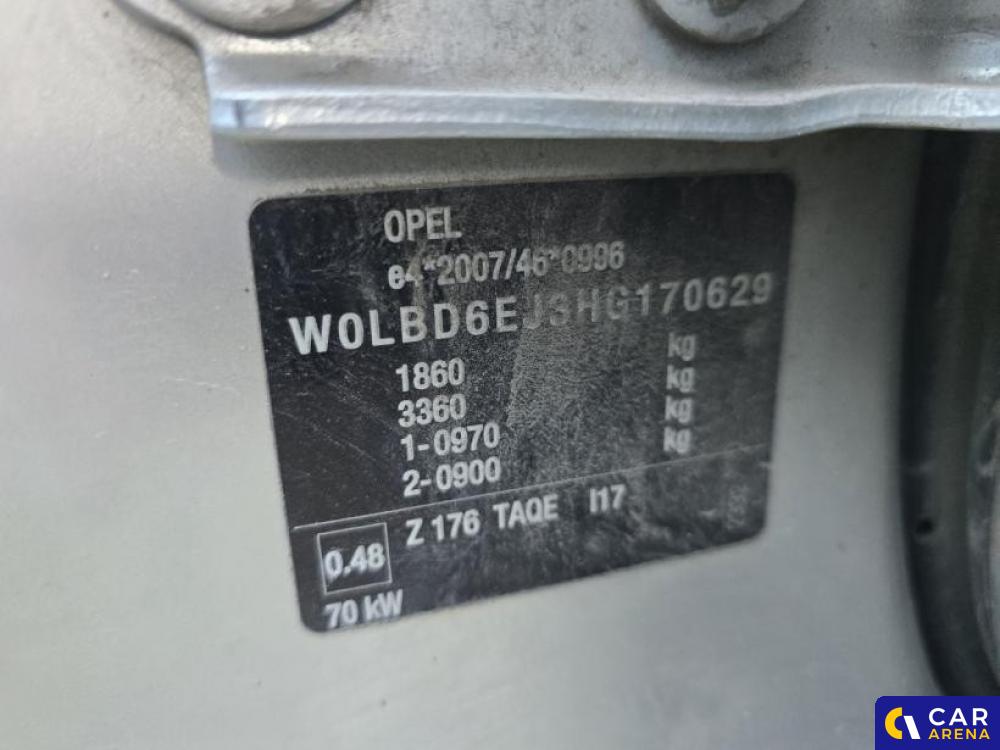 OPEL
e4*2007/46*0996
W0LBD6EJ3HG170629
1860 kg
3360 kg
1-0970 kg
2-0900 kg
Z 176 TAQE I17
0.48
70 kW
CAR
ARENA